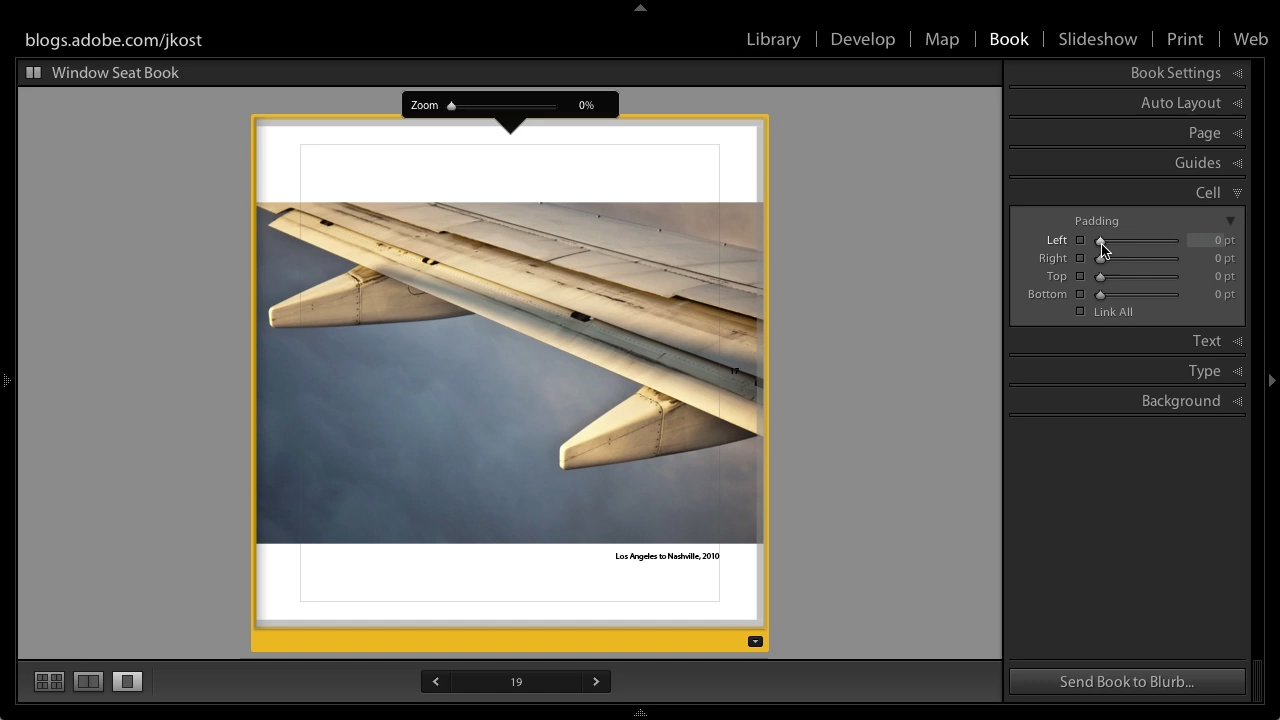 blogs.adobe.com/jkost
Library Develop Map Book Slideshow Print Web
Window Seat Book
Zoom 0%
17
Los Angeles to Nashville, 2010
19
Book Settings
Auto Layout
Page
Guides
Cell
Padding
Left 0 pt
Right 0 pt
Top 0 pt
Bottom 0 pt
Link All
Text
Type
Background
Send Book to Blurb...